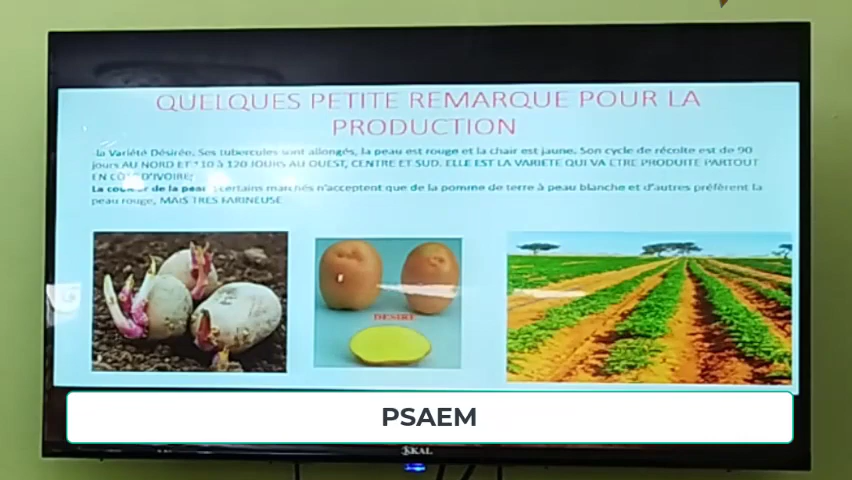 QUELQUES PETITE REMARQUE POUR LA
PRODUCTION
la Variété Désirée. Ses tubercules sont allongés, la peau est rouge et la chair est jaune. Son cycle de récolte est de 90
jours AU NORD ET 110 à 120 JOURS AU OUEST, CENTRE ET SUD. ELLE EST LA VARIETE QUI VA ETRE PRODUITE PARTOUT
EN D'IVOIRE;
La de la peau certains marchés n'acceptent que de la pomme de terre à peau blanche et d'autres préfèrent la
peau rouge, MAIS TRES FARINEUSE
DESIRE
PSAEM
SKAL